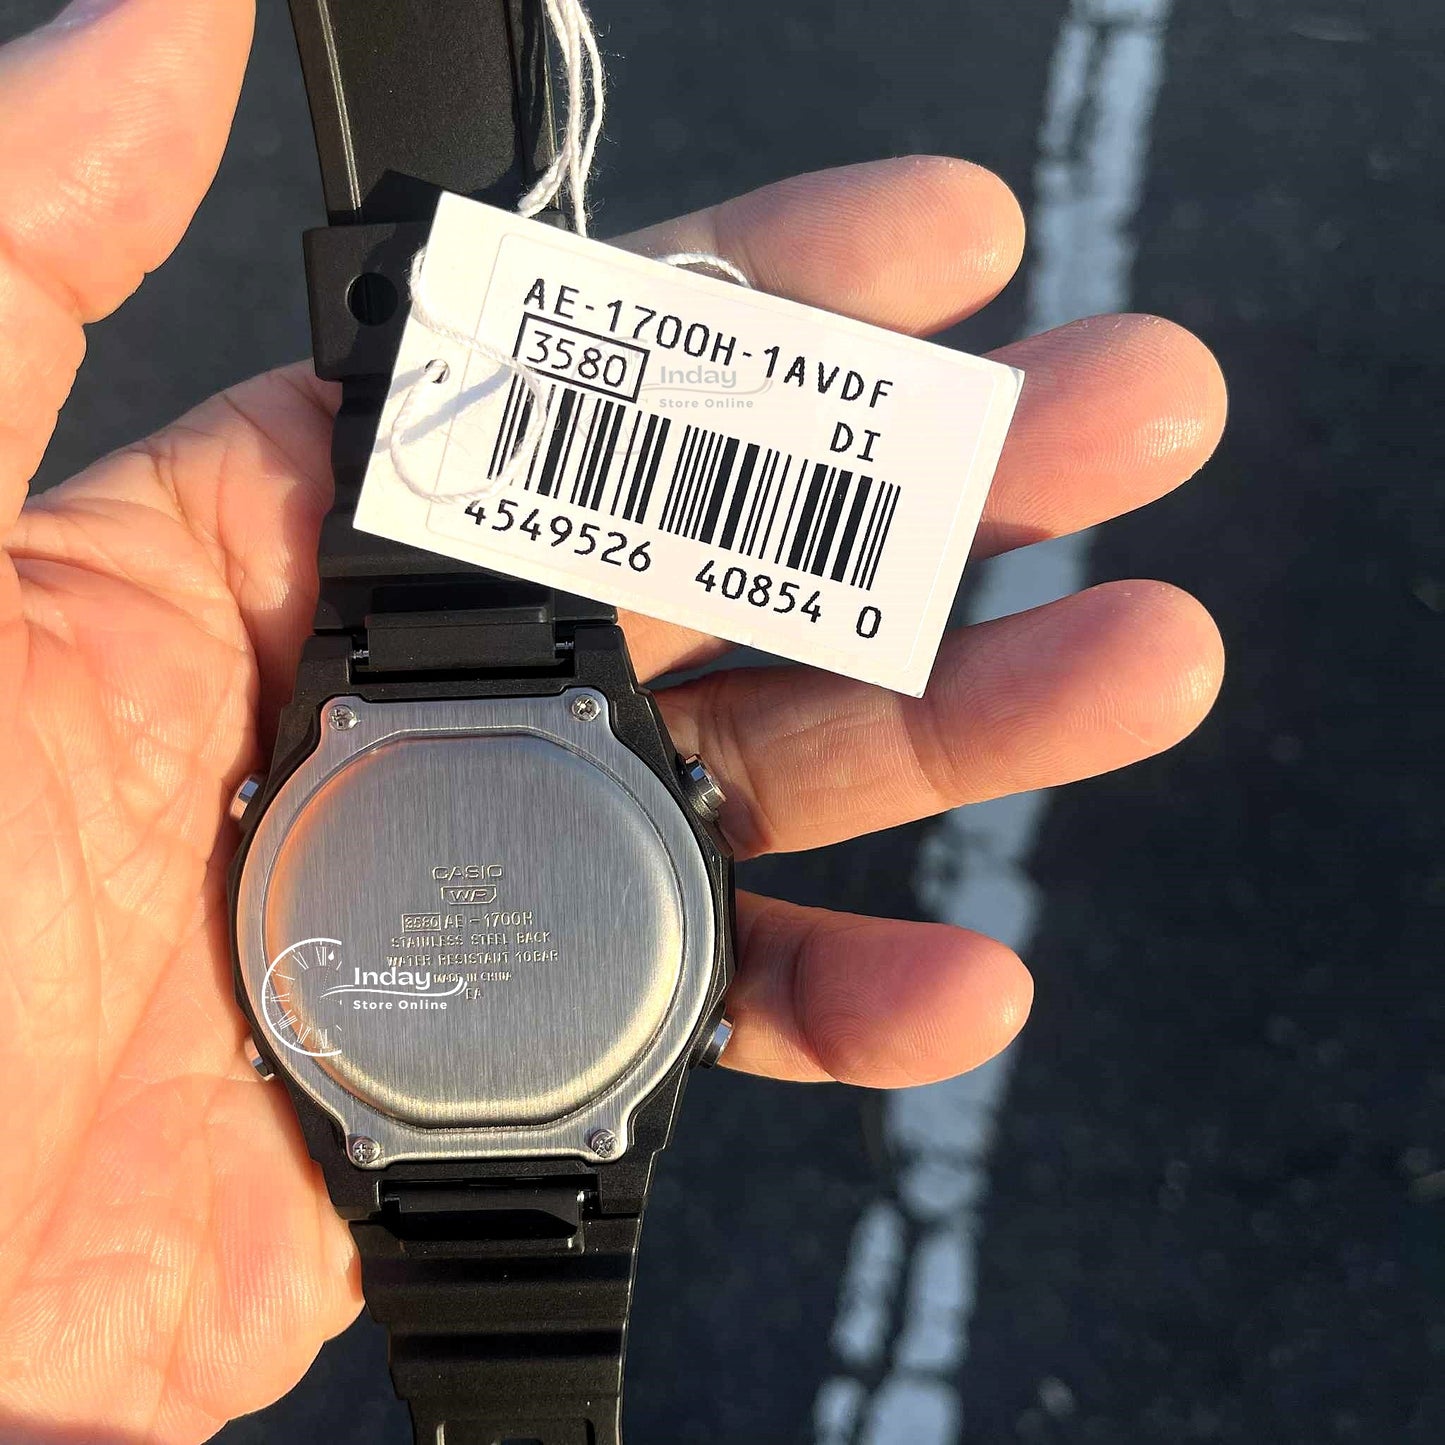 AE-1700H-1AVDF
3580
DI
4549526 40854 0
Inday
Store Online
CASIO
WR
3580 AE-1700H
STAINLESS STEEL BACK
WATER RESISTANT 10BAR
MADE IN CHINA
EA
Inday
Store Online